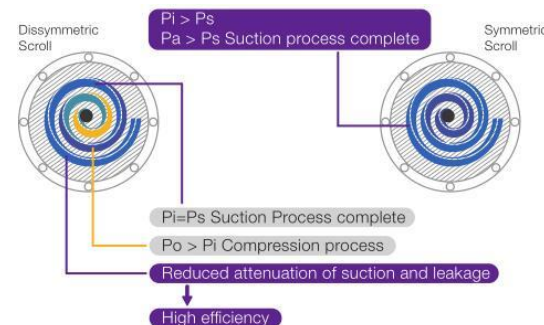 Dissymmetric
Scroll
Pi > Ps
Pa > Ps Suction process complete
Symmetric
Scroll
Pi=Ps Suction Process complete
Po > Pi Compression process
Reduced attenuation of suction and leakage
High efficiency